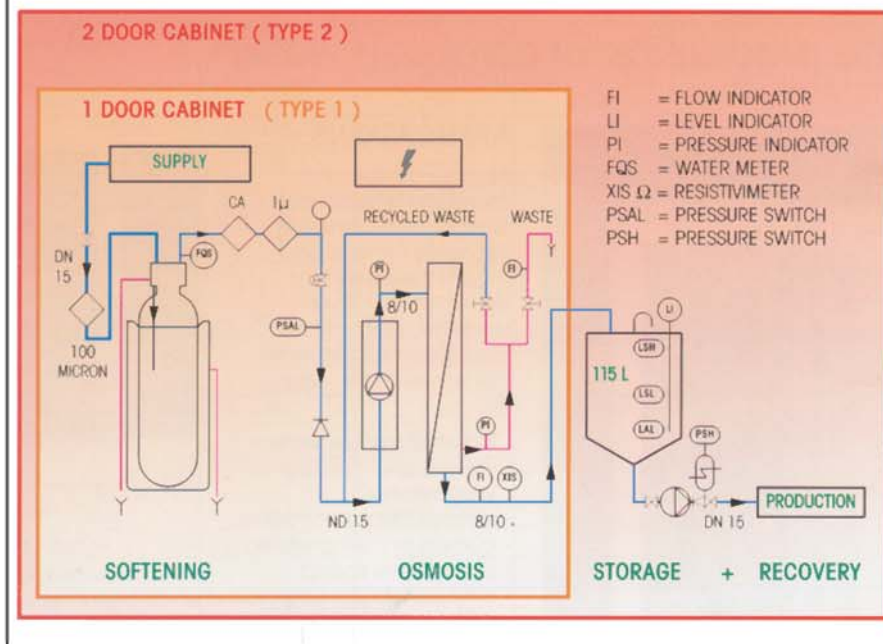 2 DOOR CABINET ( TYPE 2 )
1 DOOR CABINET ( TYPE 1 )
FI = FLOW INDICATOR
LI = LEVEL INDICATOR
PI = PRESSURE INDICATOR
FQS = WATER METER
XIS Ω = RESISTIVIMETER
PSAL = PRESSURE SWITCH
PSH = PRESSURE SWITCH
SUPPLY
CA
1µ
RECYCLED WASTE
WASTE
DN
15
FQS
PI
FI
8/10
LI
PSAL
100
MICRON
LSH
115 L
LSL
LAL
PI
PSH
FI
XIS
PRODUCTION
ND 15
8/10
DN 15
SOFTENING
OSMOSIS
STORAGE + RECOVERY